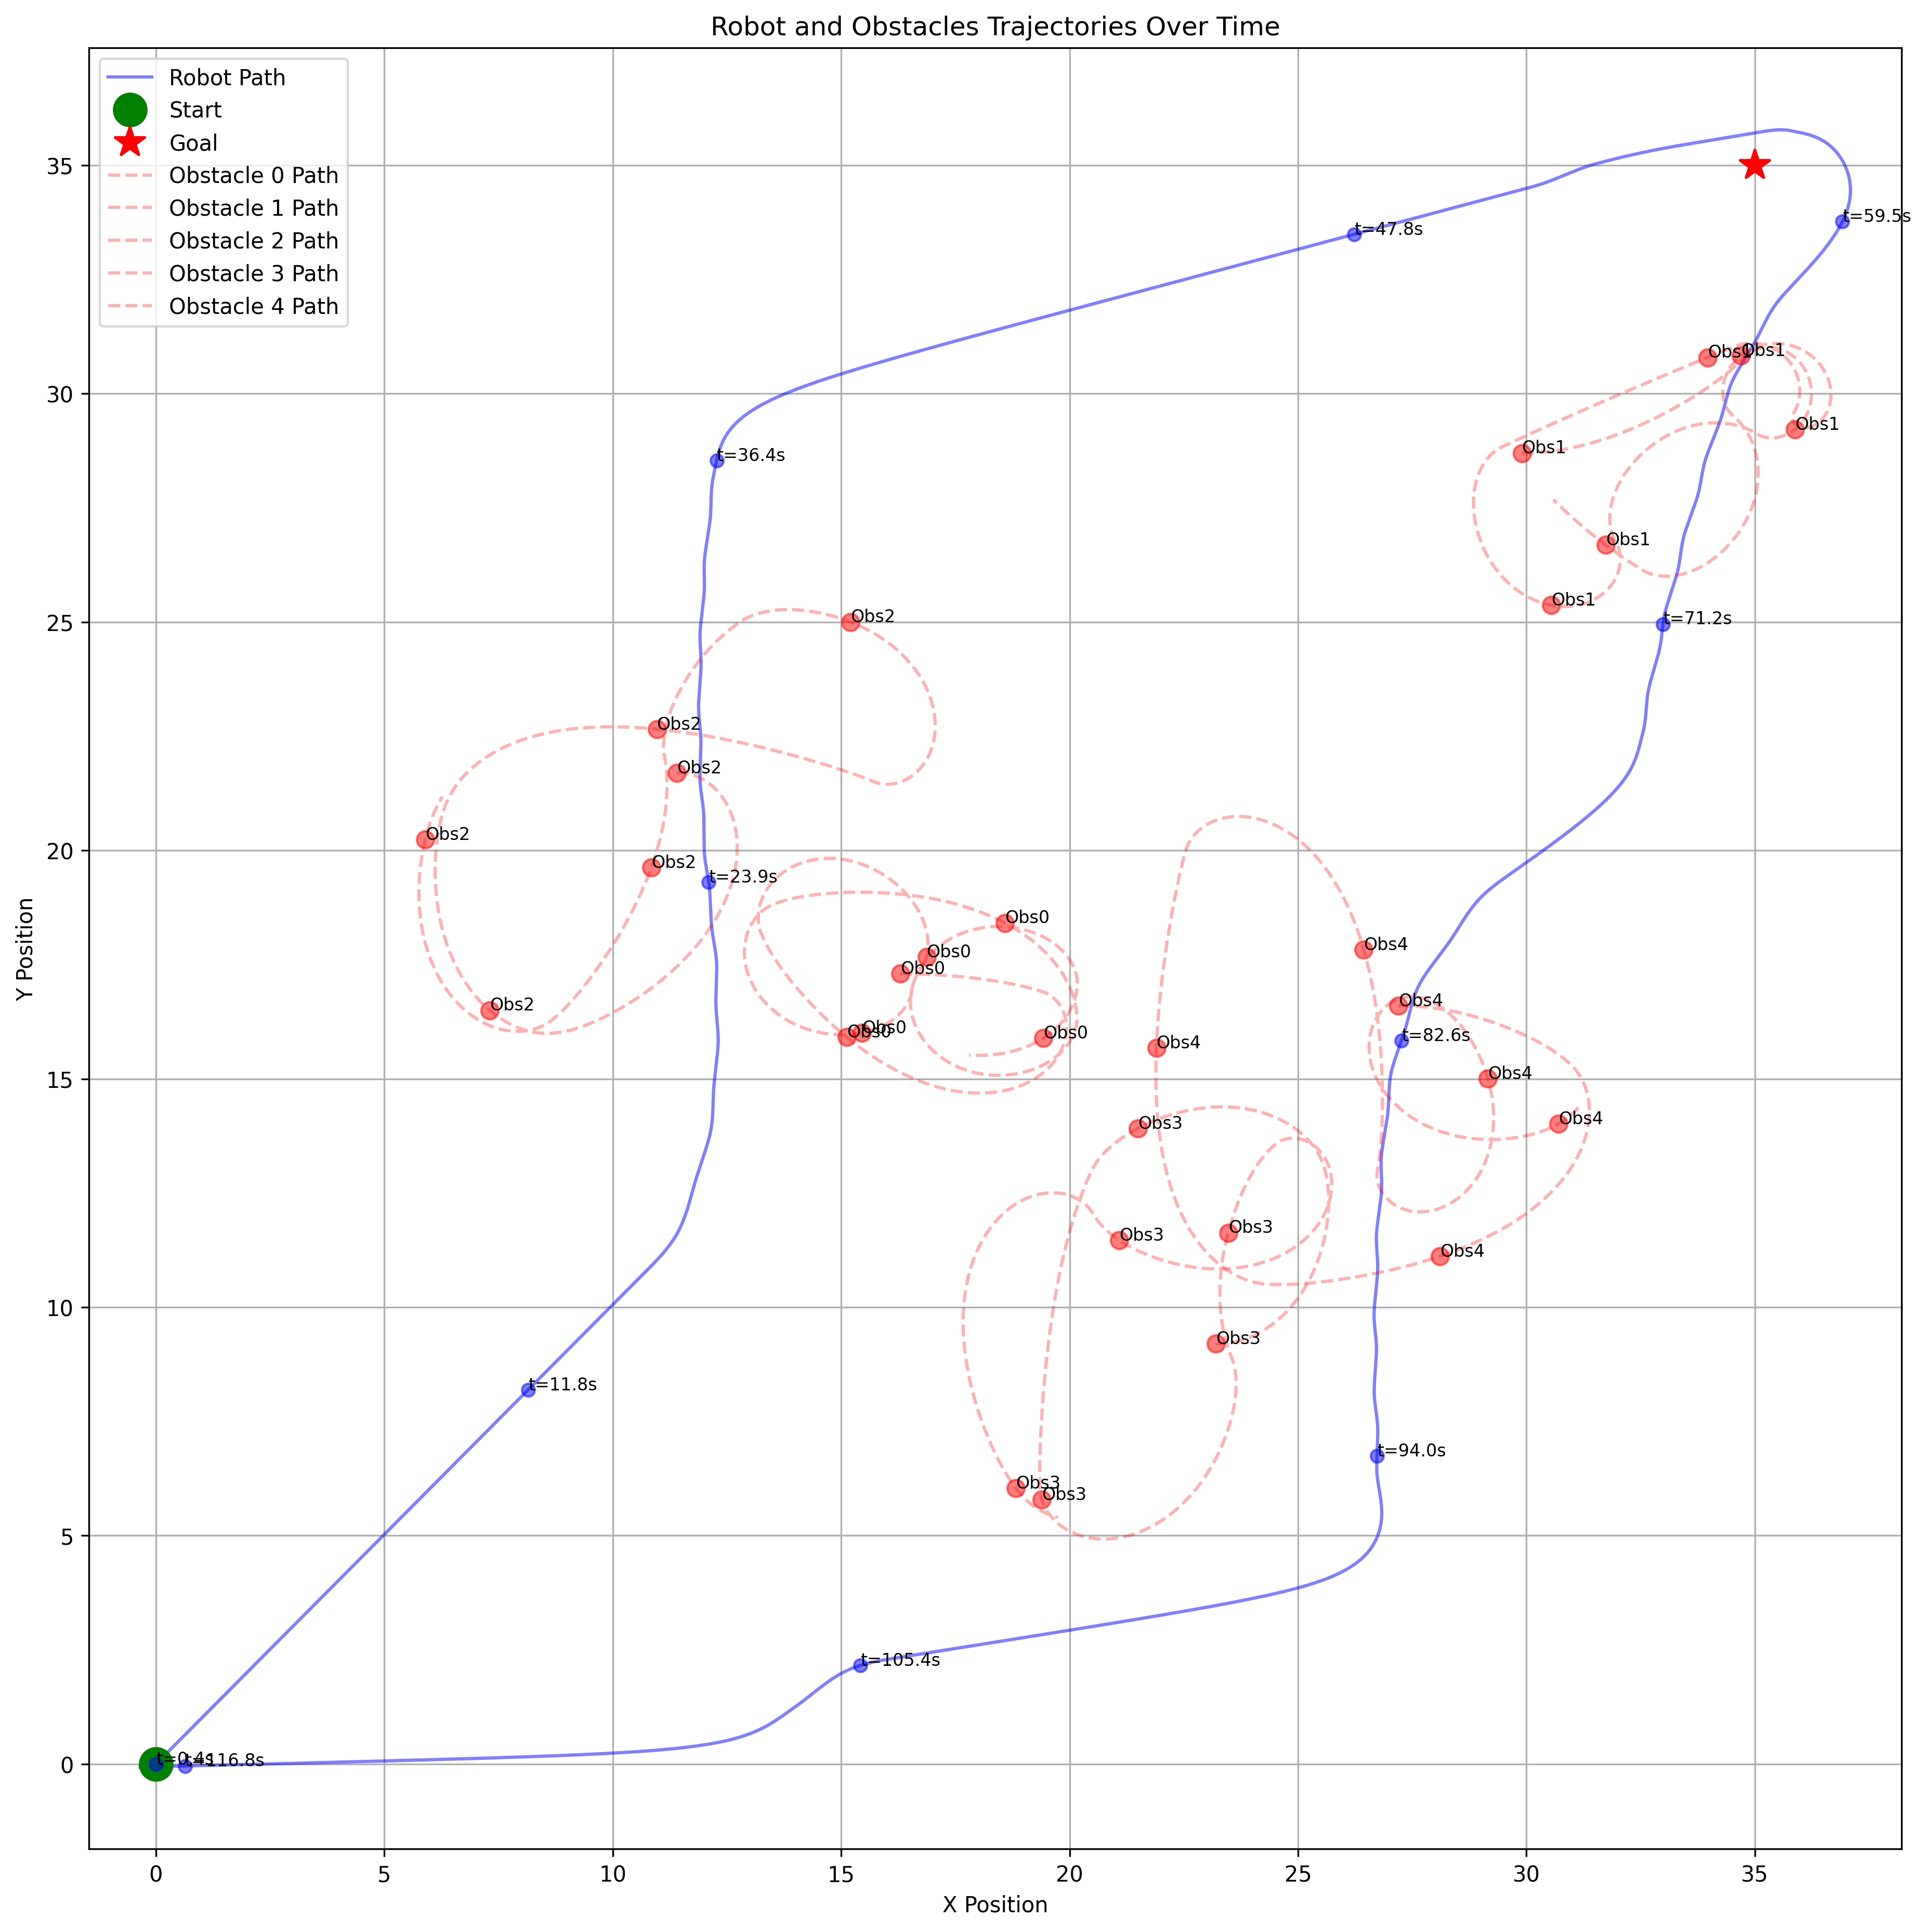 Robot and Obstacles Trajectories Over Time
Robot Path
Start
Goal
Obstacle 0 Path
Obstacle 1 Path
Obstacle 2 Path
Obstacle 3 Path
Obstacle 4 Path
35
30
25
20
15
10
5
0
Y Position
t=59.5s
t=47.8s
Obs1
Obs1
t=36.4s
Obs1
Obs1
Obs1
Obs1
t=71.2s
Obs2
Obs2
Obs2
Obs2
Obs2
t=23.9s
Obs2
Obs0
Obs0
Obs0
Obs0
Obs0
Obs0
Obs4
Obs4
Obs4
t=82.6s
Obs4
Obs4
Obs4
Obs3
Obs3
Obs3
Obs3
Obs3
Obs3
t=11.8s
t=94.0s
t=105.4s
t=0.4s
t=116.8s
0
5
10
15
20
25
30
35
X Position